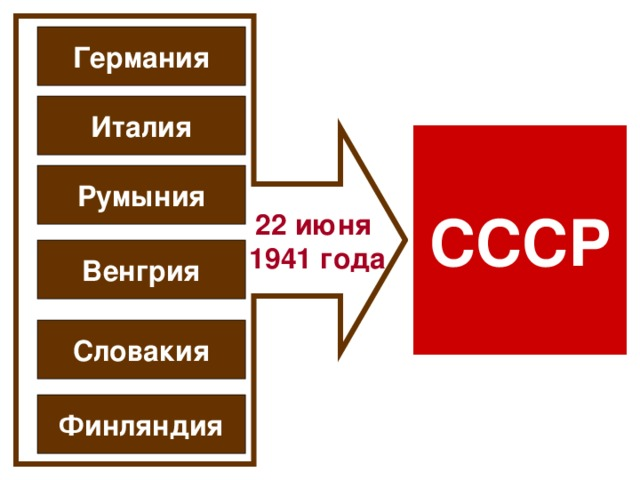 Германия
Италия
Румыния
Венгрия
Словакия
Финляндия
22 июня
1941 года
СССР